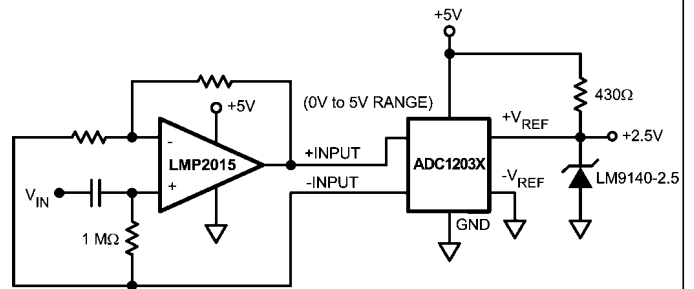 +5V
+5V
(0V to 5V RANGE)
430Ω
+VREF
+2.5V
-
LMP2015
+
+INPUT
ADC1203X
VIN
-INPUT
-VREF
LM9140-2.5
1 MΩ
GND